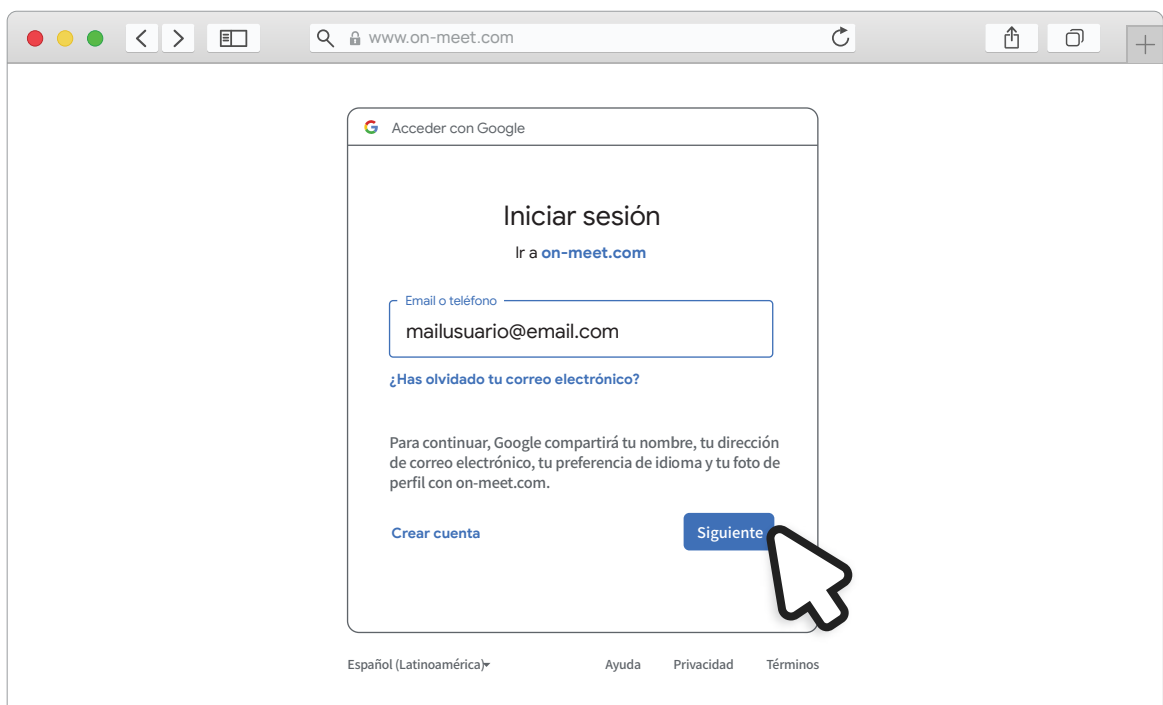 www.on-meet.com
Acceder con Google
Iniciar sesión
Ir a on-meet.com
Email o teléfono
mailusuario@email.com
¿Has olvidado tu correo electrónico?
Para continuar, Google compartirá tu nombre, tu dirección
de correo electrónico, tu preferencia de idioma y tu foto de
perfil con on-meet.com.
Crear cuenta
Siguiente
Español (Latinoamérica)
Ayuda
Privacidad
Términos